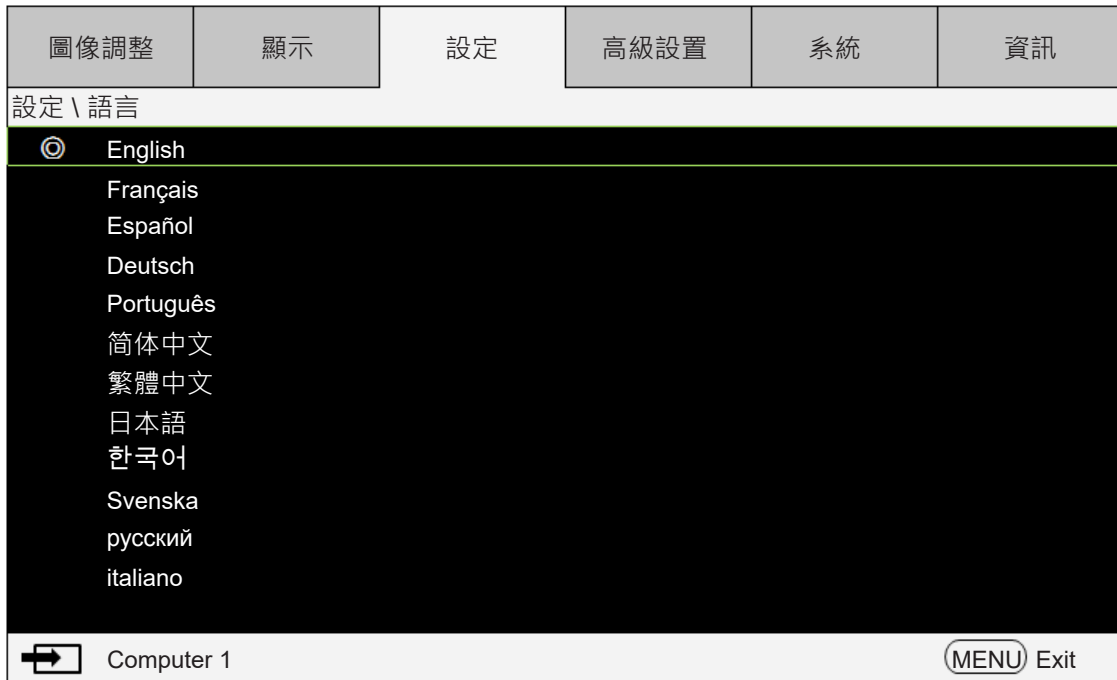 圖像調整 顯示 設定 高級設置 系統 資訊
設定 \ 語言
English
Français
Español
Deutsch
Português
简体中文
繁體中文
日本語
한국어
Svenska
русский
italiano
Computer 1 MENU Exit